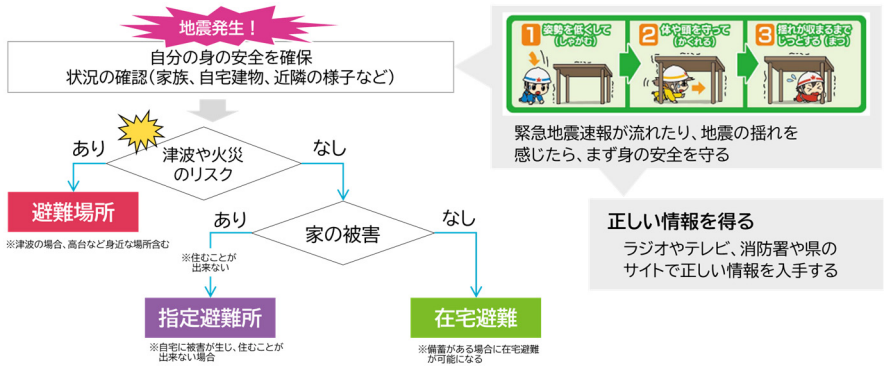 地震発生！
自分の身の安全を確保
状況の確認（家族、自宅建物、近隣の様子など）
津波や火災
のリスク
あり
なし
避難場所
※津波の場合、高台など身近な場所含む
家の被害
あり
なし
※住むことが
出来ない
指定避難所
※自宅に被害が生じ、住むことが
出来ない場合
在宅避難
※備蓄がある場合に在宅避難
が可能になる
1 姿勢を低くして
（しゃがむ）
2 体や頭を守って
（かくれる）
3 揺れが収まるまで
じっとする（まつ）
緊急地震速報が流れたり、地震の揺れを
感じたら、まず身の安全を守る
正しい情報を得る
ラジオやテレビ、消防署や県の
サイトで正しい情報を入手する